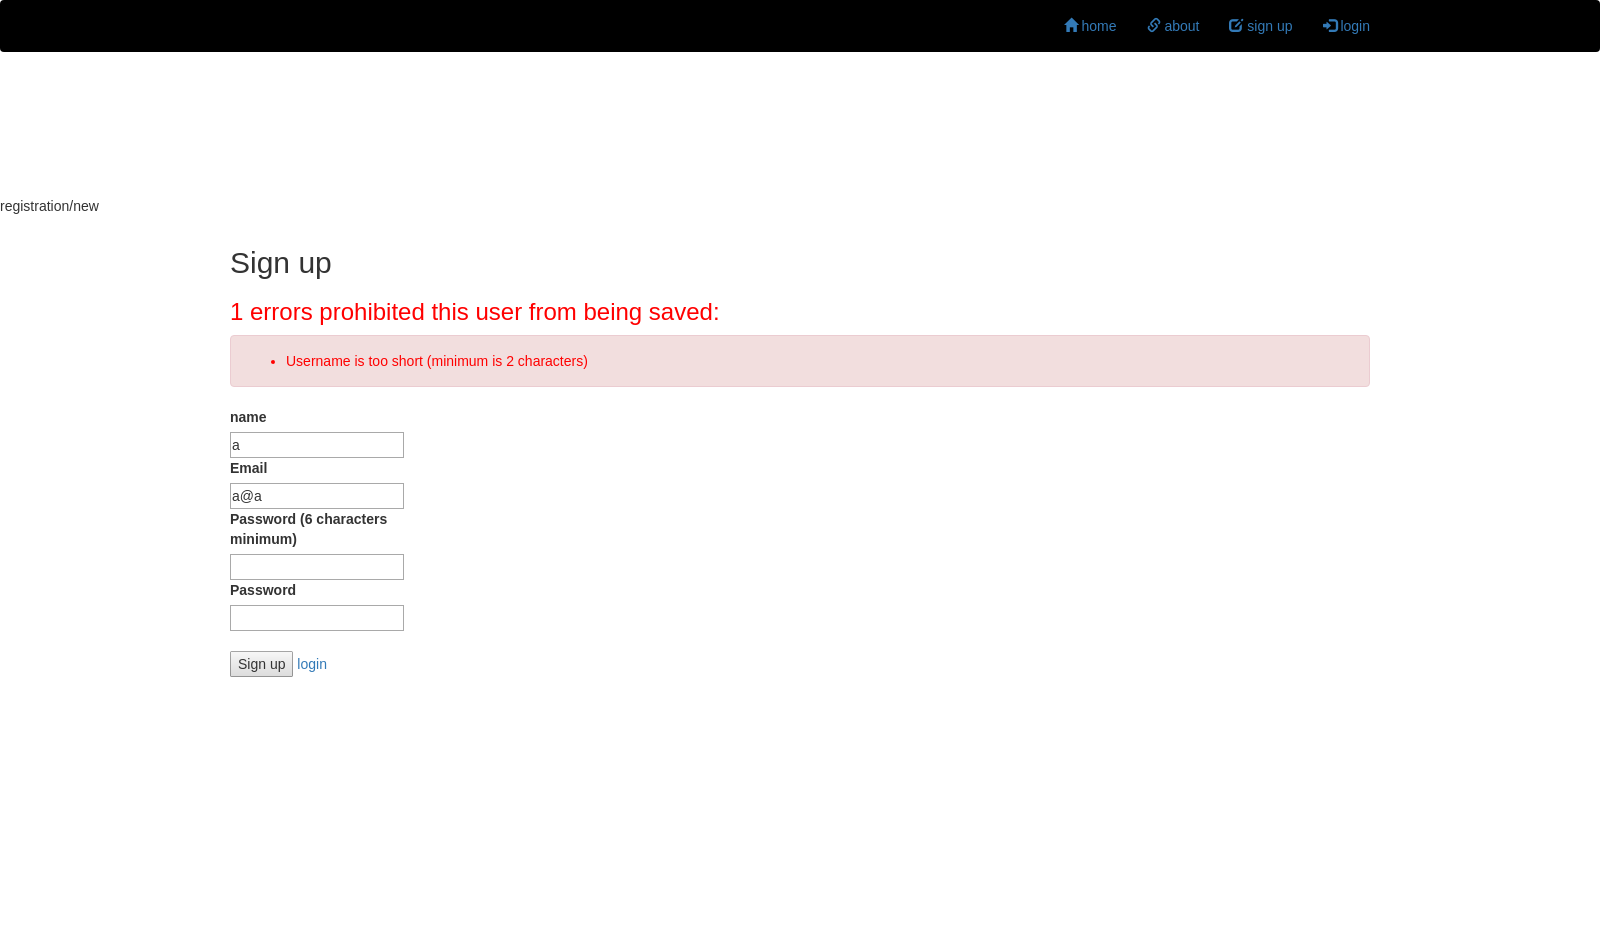 home about sign up login
registration/new
Sign up
1 errors prohibited this user from being saved:
Username is too short (minimum is 2 characters)
name
a
Email
a@a
Password (6 characters
minimum)
Password
Sign up login